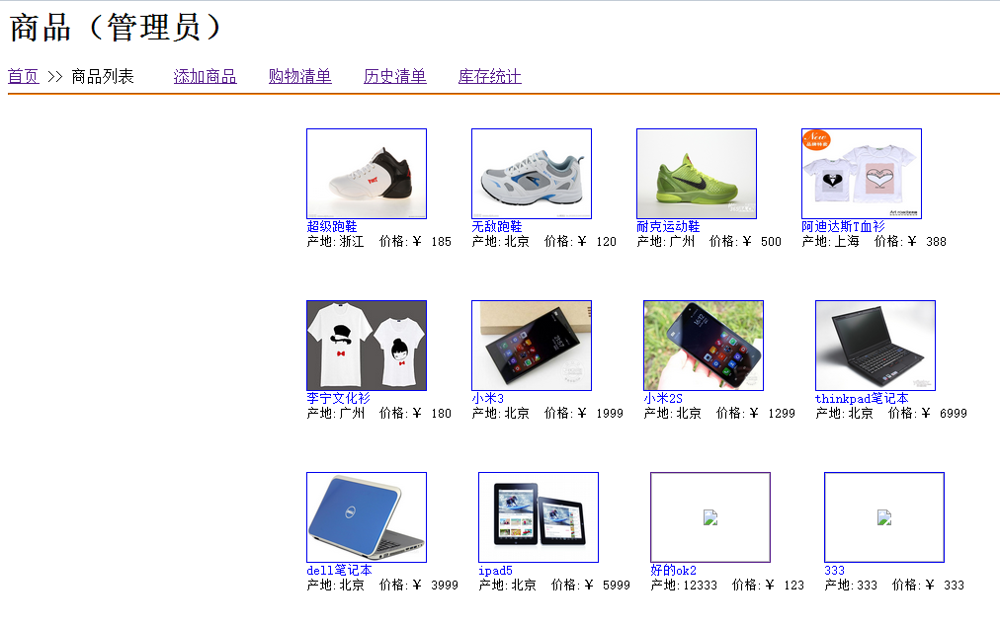 商品（管理员）
首页 >> 商品列表 添加商品 购物清单 历史清单 库存统计
New
超级跑鞋 无敌跑鞋 耐克运动鞋 阿迪达斯T血衫
产地:浙江 价格:￥ 185 产地:北京 价格:￥ 120 产地:广州 价格:￥ 500 产地:上海 价格:￥ 388
李宁文化衫 小米3 小米2S thinkpad笔记本
产地:广州 价格:￥ 180 产地:北京 价格:￥ 1999 产地:北京 价格:￥ 1299 产地:北京 价格:￥ 6999
dell笔记本 ipad5 好的ok2 333
产地:北京 价格:￥ 3999 产地:北京 价格:￥ 5999 产地:12333 价格:￥ 123 产地:333 价格:￥ 333